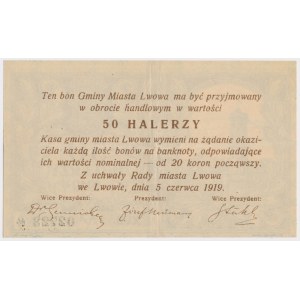 Ten bon Gminy Miasta Lwowa ma być przyjmowany
w obrocie handlowym w wartości
50 HALERZY
Kasa gminy miasta Lwowa wymieni na żądanie okazi-
ciela każdą ilość bonów na banknoty, odpowiadające
ich wartości nominalnej — od 20 koron począwszy.
Z uchwały Rady miasta Lwowa
we Lwowie, dnia 5 czerwca 1919.
Wice Prezydent: Prezydent: Wice Prezydent: